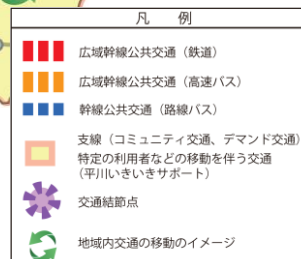 凡 例
広域幹線公共交通（鉄道）
広域幹線公共交通（高速バス）
幹線公共交通（路線バス）
支線（コミュニティ交通、デマンド交通）
特定の利用者などの移動を伴う交通
（平川いきいきサポート）
交通結節点
地域内交通の移動のイメージ